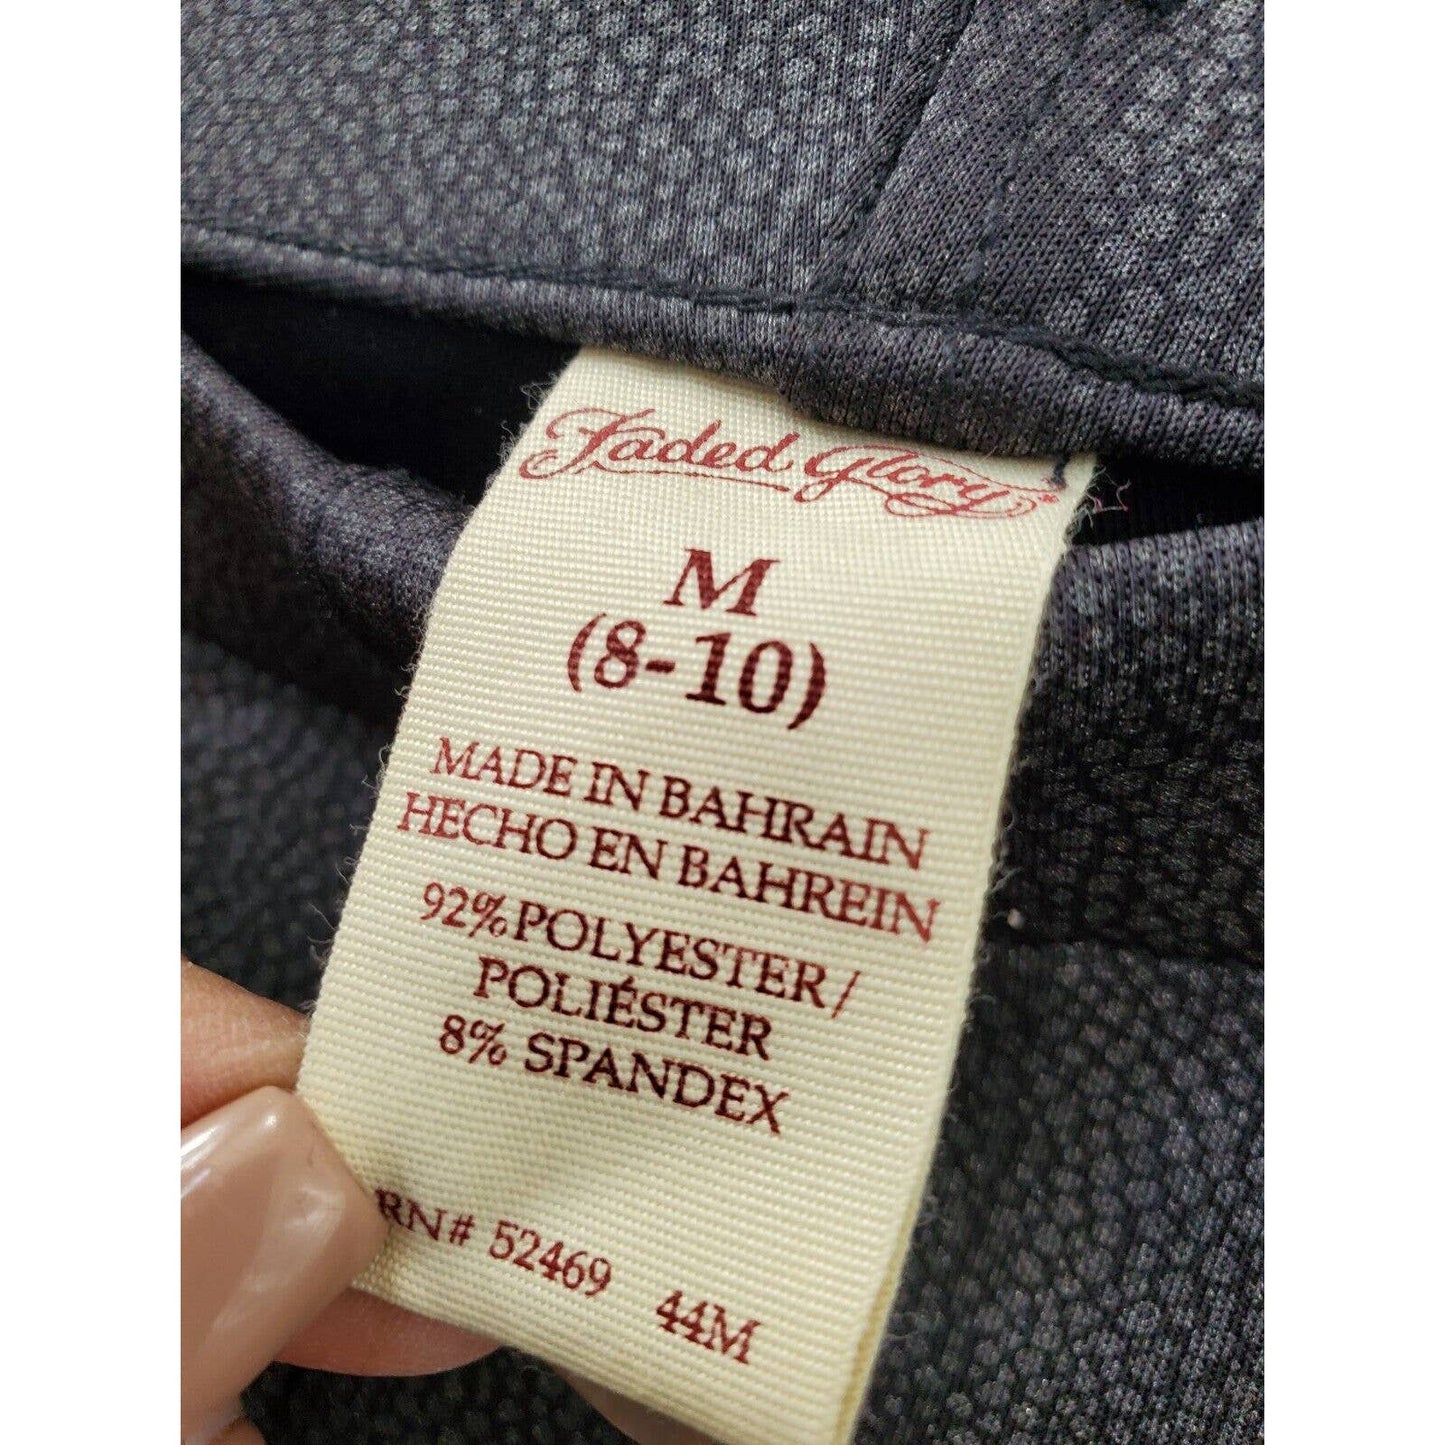 Faded Glory
M
(8-10)
MADE IN BAHRAIN
HECHO EN BAHREIN
92% POLYESTER/
POLIÉSTER
8% SPANDEX
RN# 52469 44M